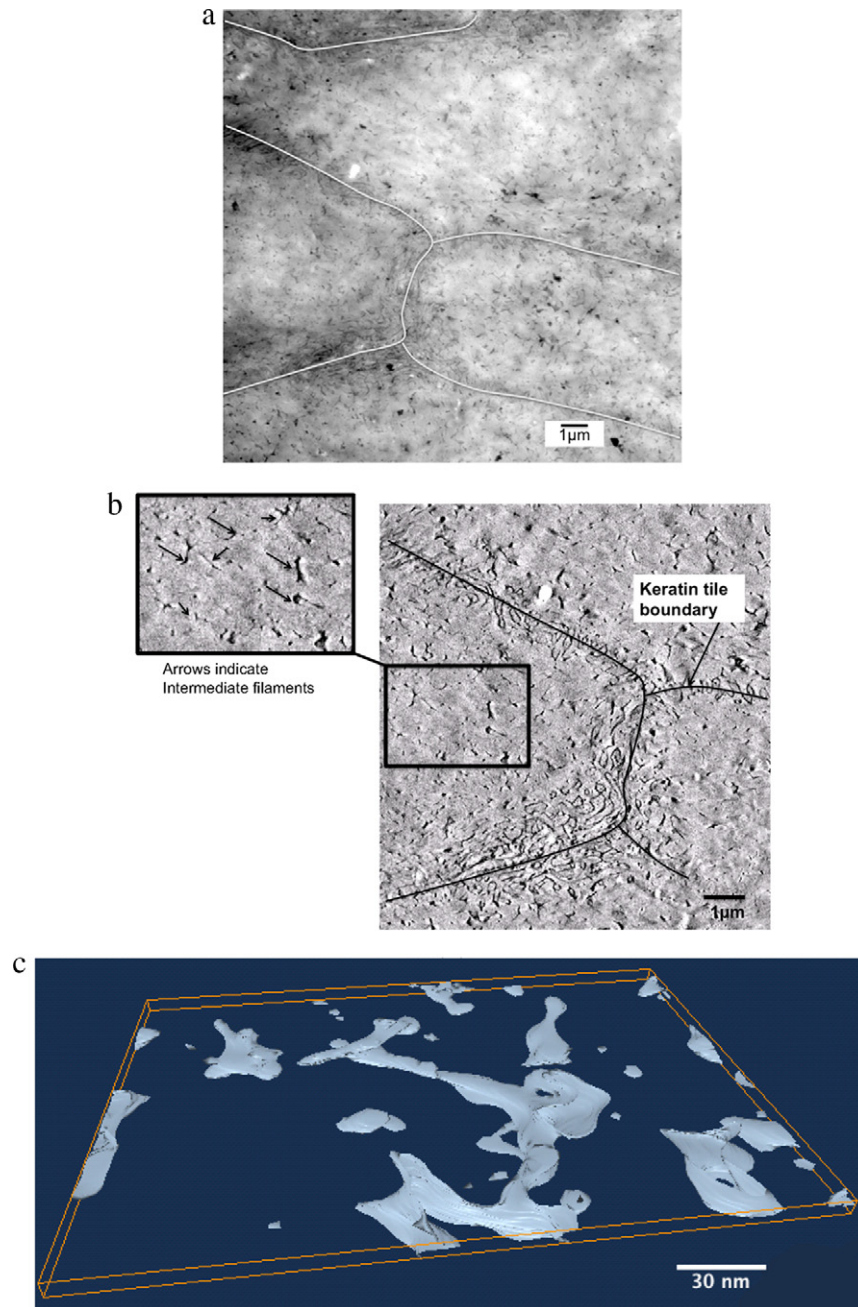 a
1μm
b
Keratin tile
boundary
Arrows indicate
Intermediate filaments
1μm
c
30 nm